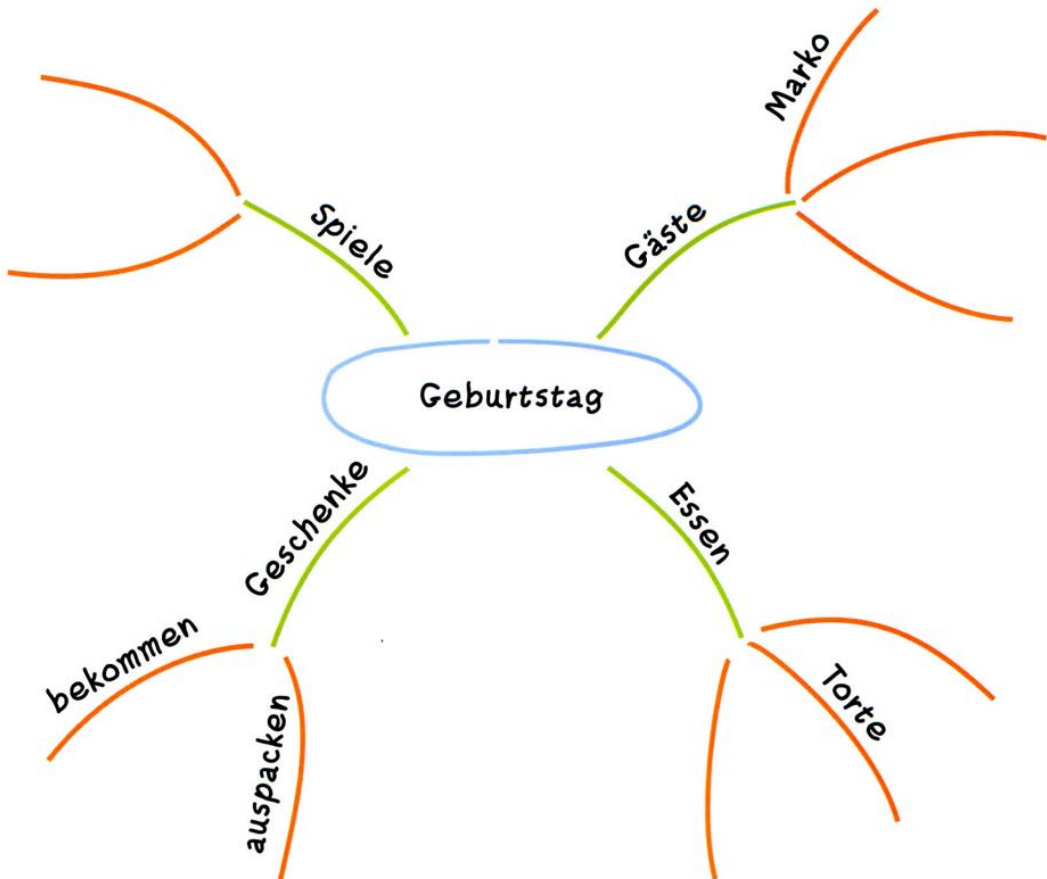 Marko
Spiele
Gäste
Geburtstag
Geschenke
Essen
bekommen
auspacken
Torte